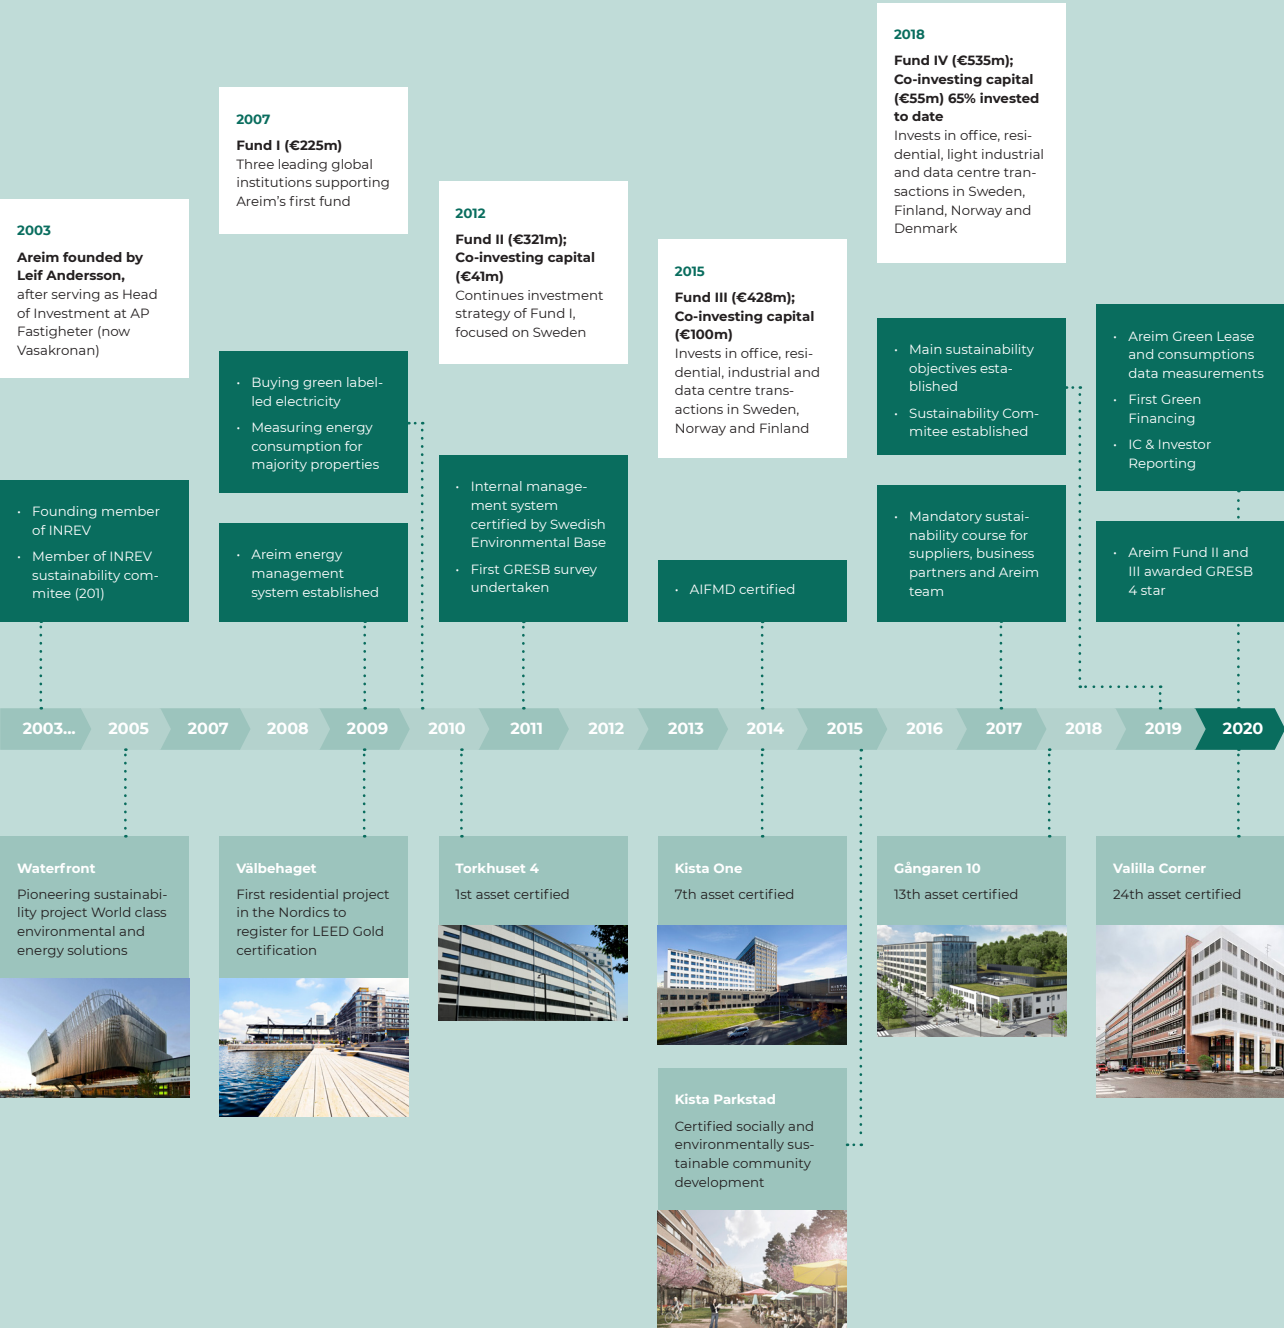 2003
Areim founded by
Leif Andersson,
after serving as Head
of Investment at AP
Fastigheter (now
Vasakronan)
• Founding member
of INREV
• Member of INREV
sustainability com-
mitee (201)
2007
Fund I (€225m)
Three leading global
institutions supporting
Areim’s first fund
• Buying green label-
led electricity
• Measuring energy
consumption for
majority properties
• Areim energy
management
system established
2012
Fund II (€321m);
Co-investing capital
(€41m)
Continues investment
strategy of Fund I,
focused on Sweden
• Internal manage-
ment system
certified by Swedish
Environmental Base
• First GRESB survey
undertaken
2015
Fund III (€428m);
Co-investing capital
(€100m)
Invests in office, resi-
dential, industrial and
data centre trans-
actions in Sweden,
Norway and Finland
• AIFMD certified
2018
Fund IV (€535m);
Co-investing capital
(€55m) 65% invested
to date
Invests in office, resi-
dential, light industrial
and data centre tran-
sactions in Sweden,
Finland, Norway and
Denmark
• Main sustainability
objectives esta-
blished
• Sustainability Com-
mitee established
• Mandatory sustai-
nability course for
suppliers, business
partners and Areim
team
• Areim Green Lease
and consumptions
data measurements
• First Green
Financing
• IC & Investor
Reporting
• Areim Fund II and
III awarded GRESB
4 star
2003... 2005 2007 2008 2009 2010 2011 2012 2013 2014 2015 2016 2017 2018 2019 2020
Waterfront
Pioneering sustainabi-
lity project World class
environmental and
energy solutions
Välbehaget
First residential project
in the Nordics to
register for LEED Gold
certification
Torkhuset 4
1st asset certified
Kista One
7th asset certified
Kista Parkstad
Certified socially and
environmentally sus-
tainable community
development
Gångaren 10
13th asset certified
Valilla Corner
24th asset certified